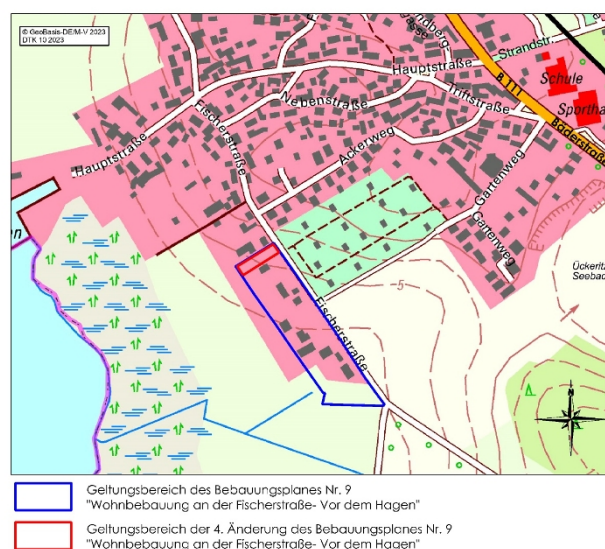 © GeoBasis-DE/M-V 2023
DTK 10 2023
Strandstr.
Hauptstraße
B 111
Schule
Nebenstraße
Triftstraße
Fischerstraße
Sportha
Hauptstraße
Ackerweg
Gartenweg
Gartenweg
Ückeritz
Seebad
5
Fischerstraße
N
Geltungsbereich des Bebauungsplanes Nr. 9
"Wohnbebauung an der Fischerstraße- Vor dem Hagen"
Geltungsbereich der 4. Änderung des Bebauungsplanes Nr. 9
"Wohnbebauung an der Fischerstraße- Vor dem Hagen"